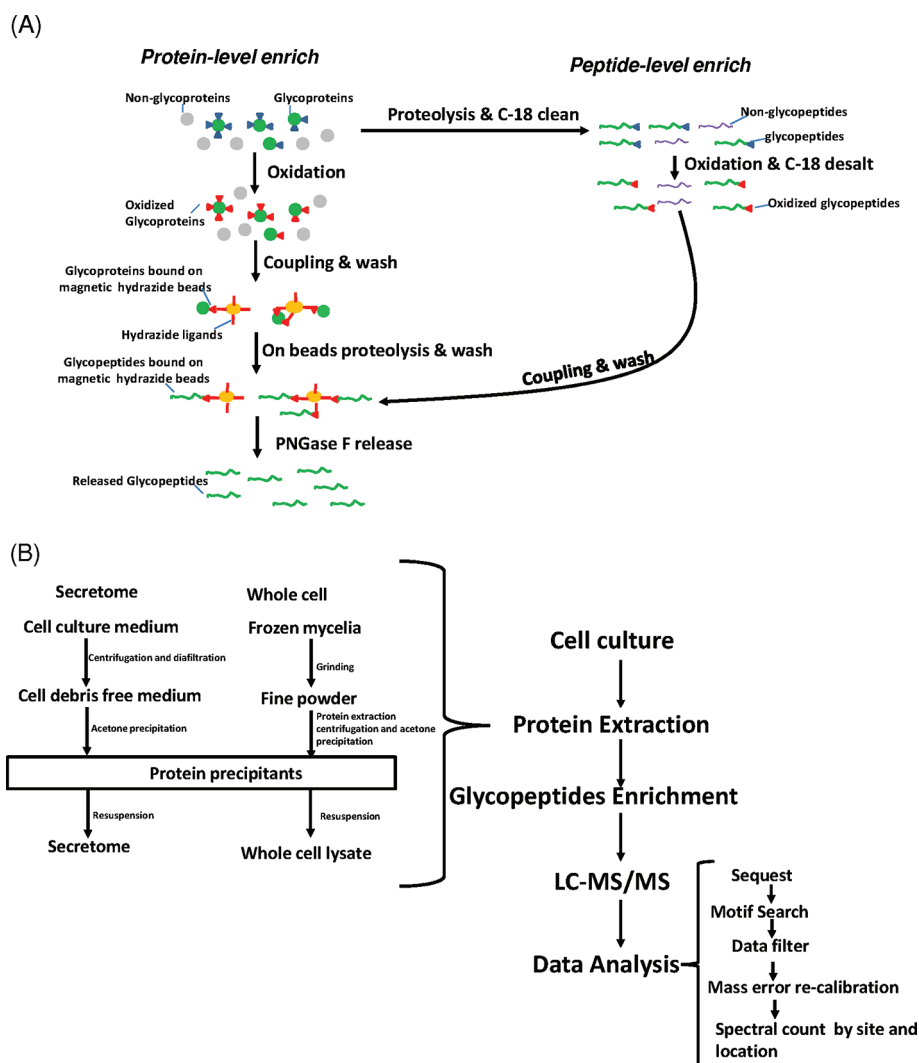 (A)
Protein-level enrich
Peptide-level enrich
Non-glycoproteins
Glycoproteins
Proteolysis & C-18 clean
Non-glycopeptides
glycopeptides
Oxidation
Oxidation & C-18 desalt
Oxidized
Glycoproteins
Oxidized glycopeptides
Coupling & wash
Glycoproteins bound on
magnetic hydrazide beads
Hydrazide ligands
On beads proteolysis & wash
Glycopeptides bound on
magnetic hydrazide beads
Coupling & wash
PNGase F release
Released Glycopeptides
(B)
Secretome
Cell culture medium
Centrifugation and diafiltration
Cell debris free medium
Acetone precipitation
Whole cell
Frozen mycelia
Grinding
Fine powder
Protein extraction
centrifugation and acetone
precipitation
Protein precipitants
Resuspension
Secretome
Resuspension
Whole cell lysate
Cell culture
Protein Extraction
Glycopeptides Enrichment
LC-MS/MS
Data Analysis
Sequest
Motif Search
Data filter
Mass error re-calibration
Spectral count by site and
location